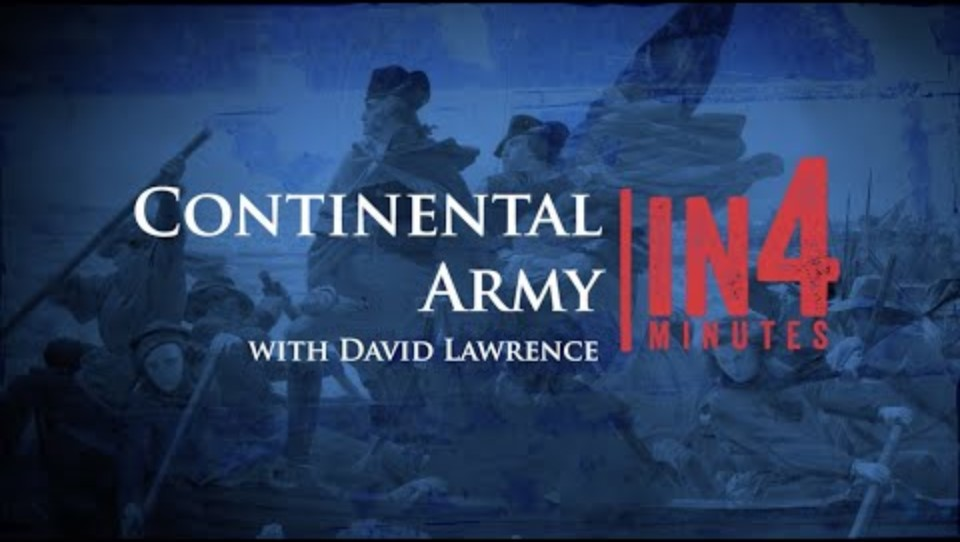 CONTINENTAL
ARMY
WITH DAVID LAWRENCE
IN4
MINUTES